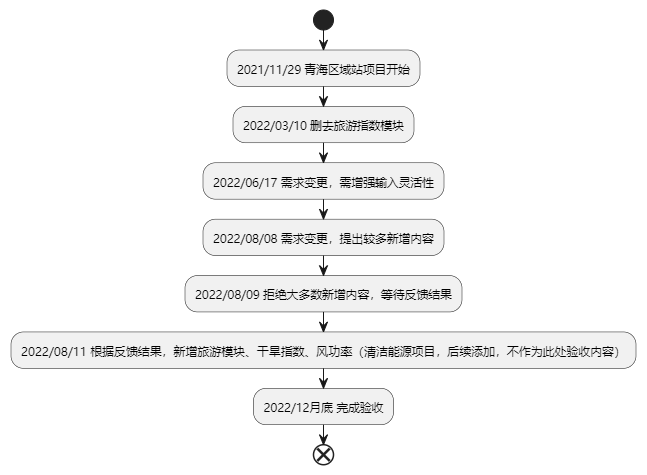 2021/11/29 青海区域站项目开始
2022/03/10 删去旅游指数模块
2022/06/17 需求变更，需增强输入灵活性
2022/08/08 需求变更，提出较多新增内容
2022/08/09 拒绝大多数新增内容，等待反馈结果
2022/08/11 根据反馈结果，新增旅游模块、干旱指数、风功率（清洁能源项目，后续添加，不作为此处验收内容）
2022/12月底 完成验收